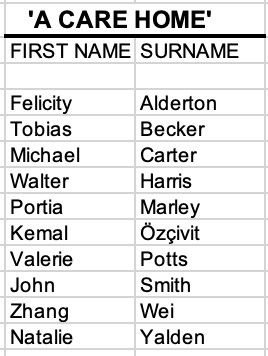 'A CARE HOME'
FIRST NAME SURNAME
Felicity Alderton
Tobias Becker
Michael Carter
Walter Harris
Portia Marley
Kemal Özçivit
Valerie Potts
John Smith
Zhang Wei
Natalie Yalden